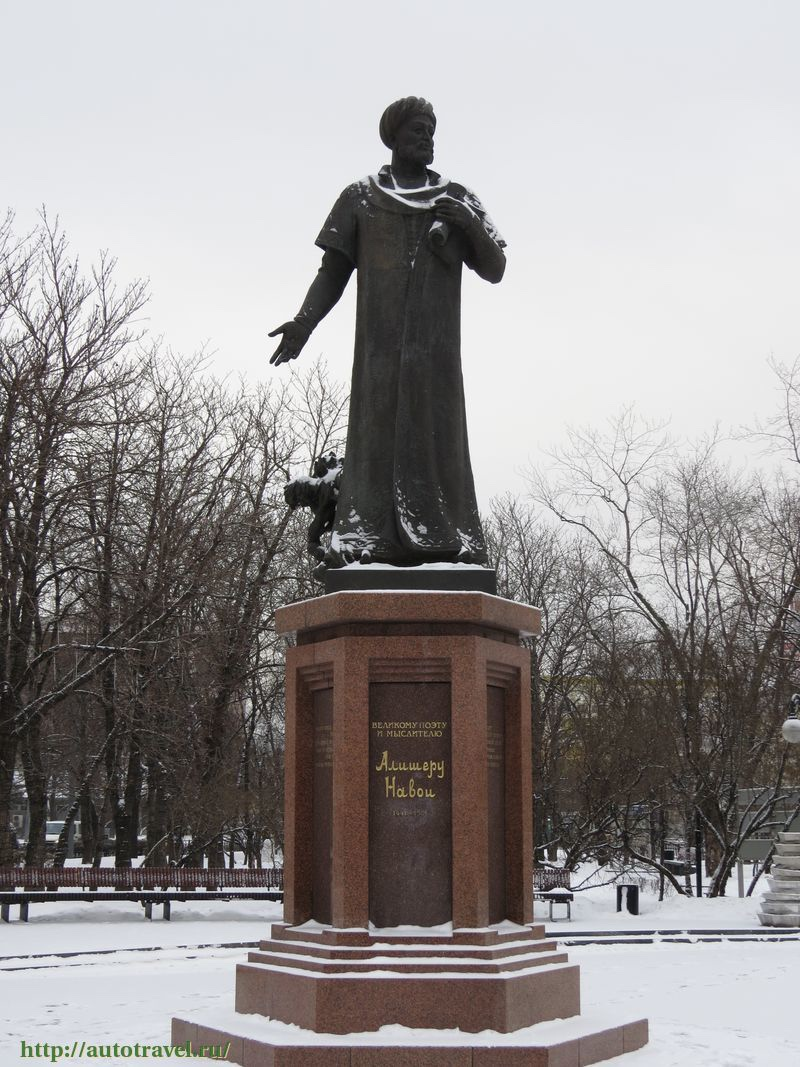 ВЕЛИКОМУ ПОЭТУ
И МЫСЛИТЕЛЮ
Алишеру
Навои
http://autotravel.ru/